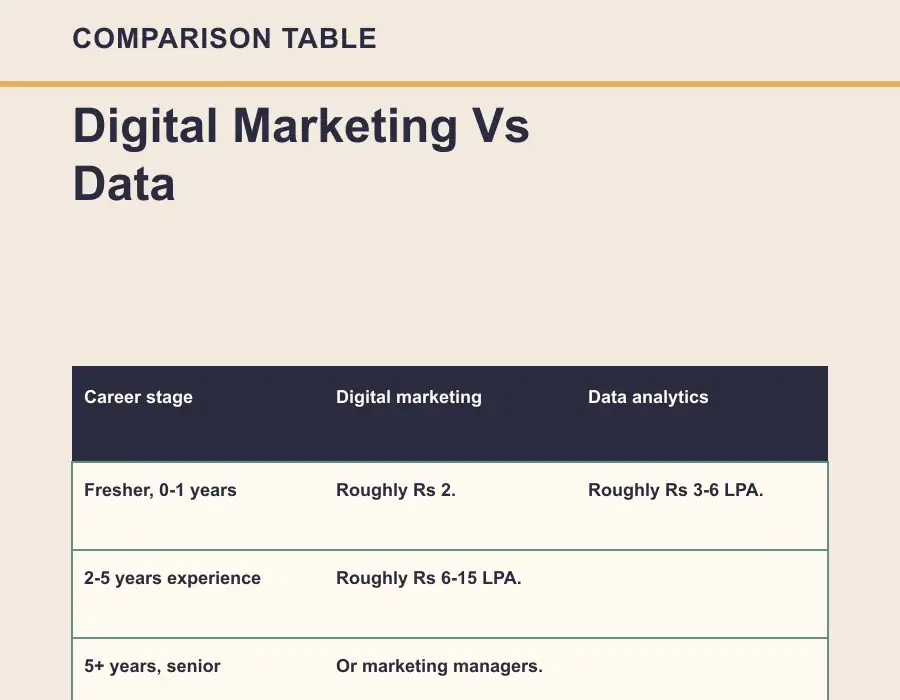 COMPARISON TABLE
Digital Marketing Vs
Data
Career stage Digital marketing Data analytics
Fresher, 0-1 years Roughly Rs 2. Roughly Rs 3-6 LPA.
2-5 years experience Roughly Rs 6-15 LPA.
5+ years, senior Or marketing managers.